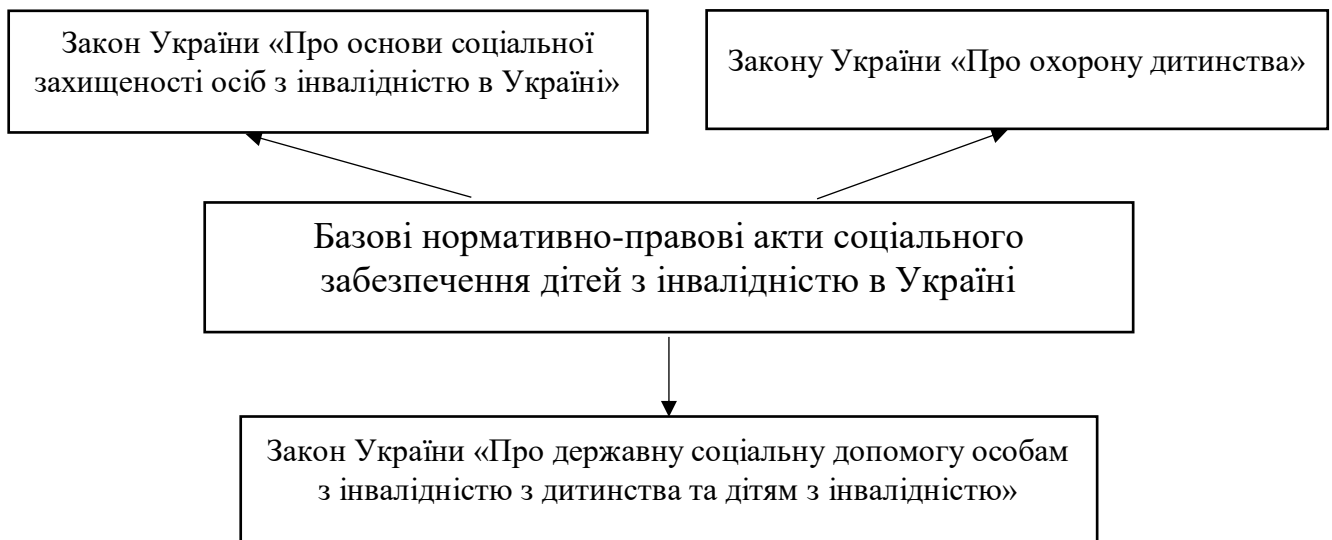 Закон України «Про основи соціальної
захищеності осіб з інвалідністю в Україні»
Закону України «Про охорону дитинства»
Базові нормативно-правові акти соціального
забезпечення дітей з інвалідністю в Україні
Закон України «Про державну соціальну допомогу особам
з інвалідністю з дитинства та дітям з інвалідністю»